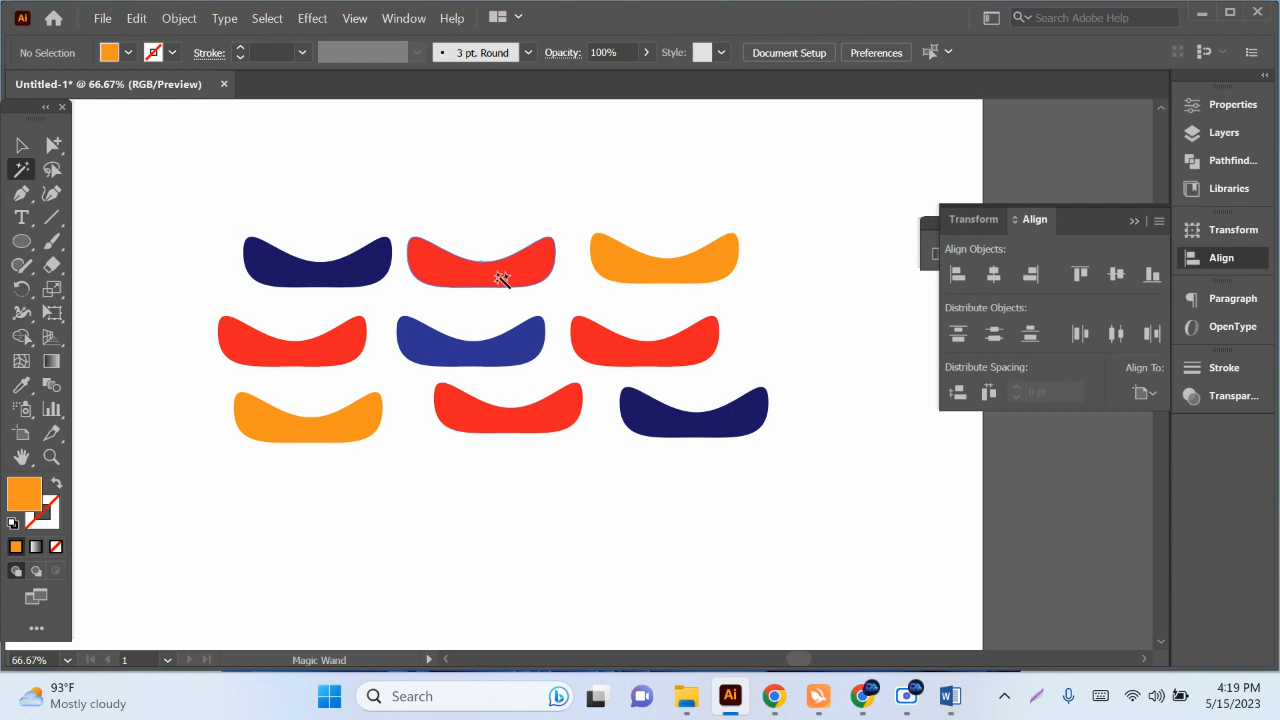 Ai File Edit Object Type Select Effect View Window Help Search Adobe Help
No Selection Stroke: 3 pt. Round Opacity: 100% Style: Document Setup Preferences
Untitled-1* @ 66.67% (RGB/Preview) ×
Properties
Layers
Pathfind...
Libraries
Transform Align
Transform
Align Objects:
Align
Paragraph
Distribute Objects:
OpenType
Distribute Spacing: Align To:
Stroke
0 pt
Transpar...
66.67% 1 Magic Wand
93°F
Mostly cloudy
Search
Ai
4:19 PM
5/15/2023